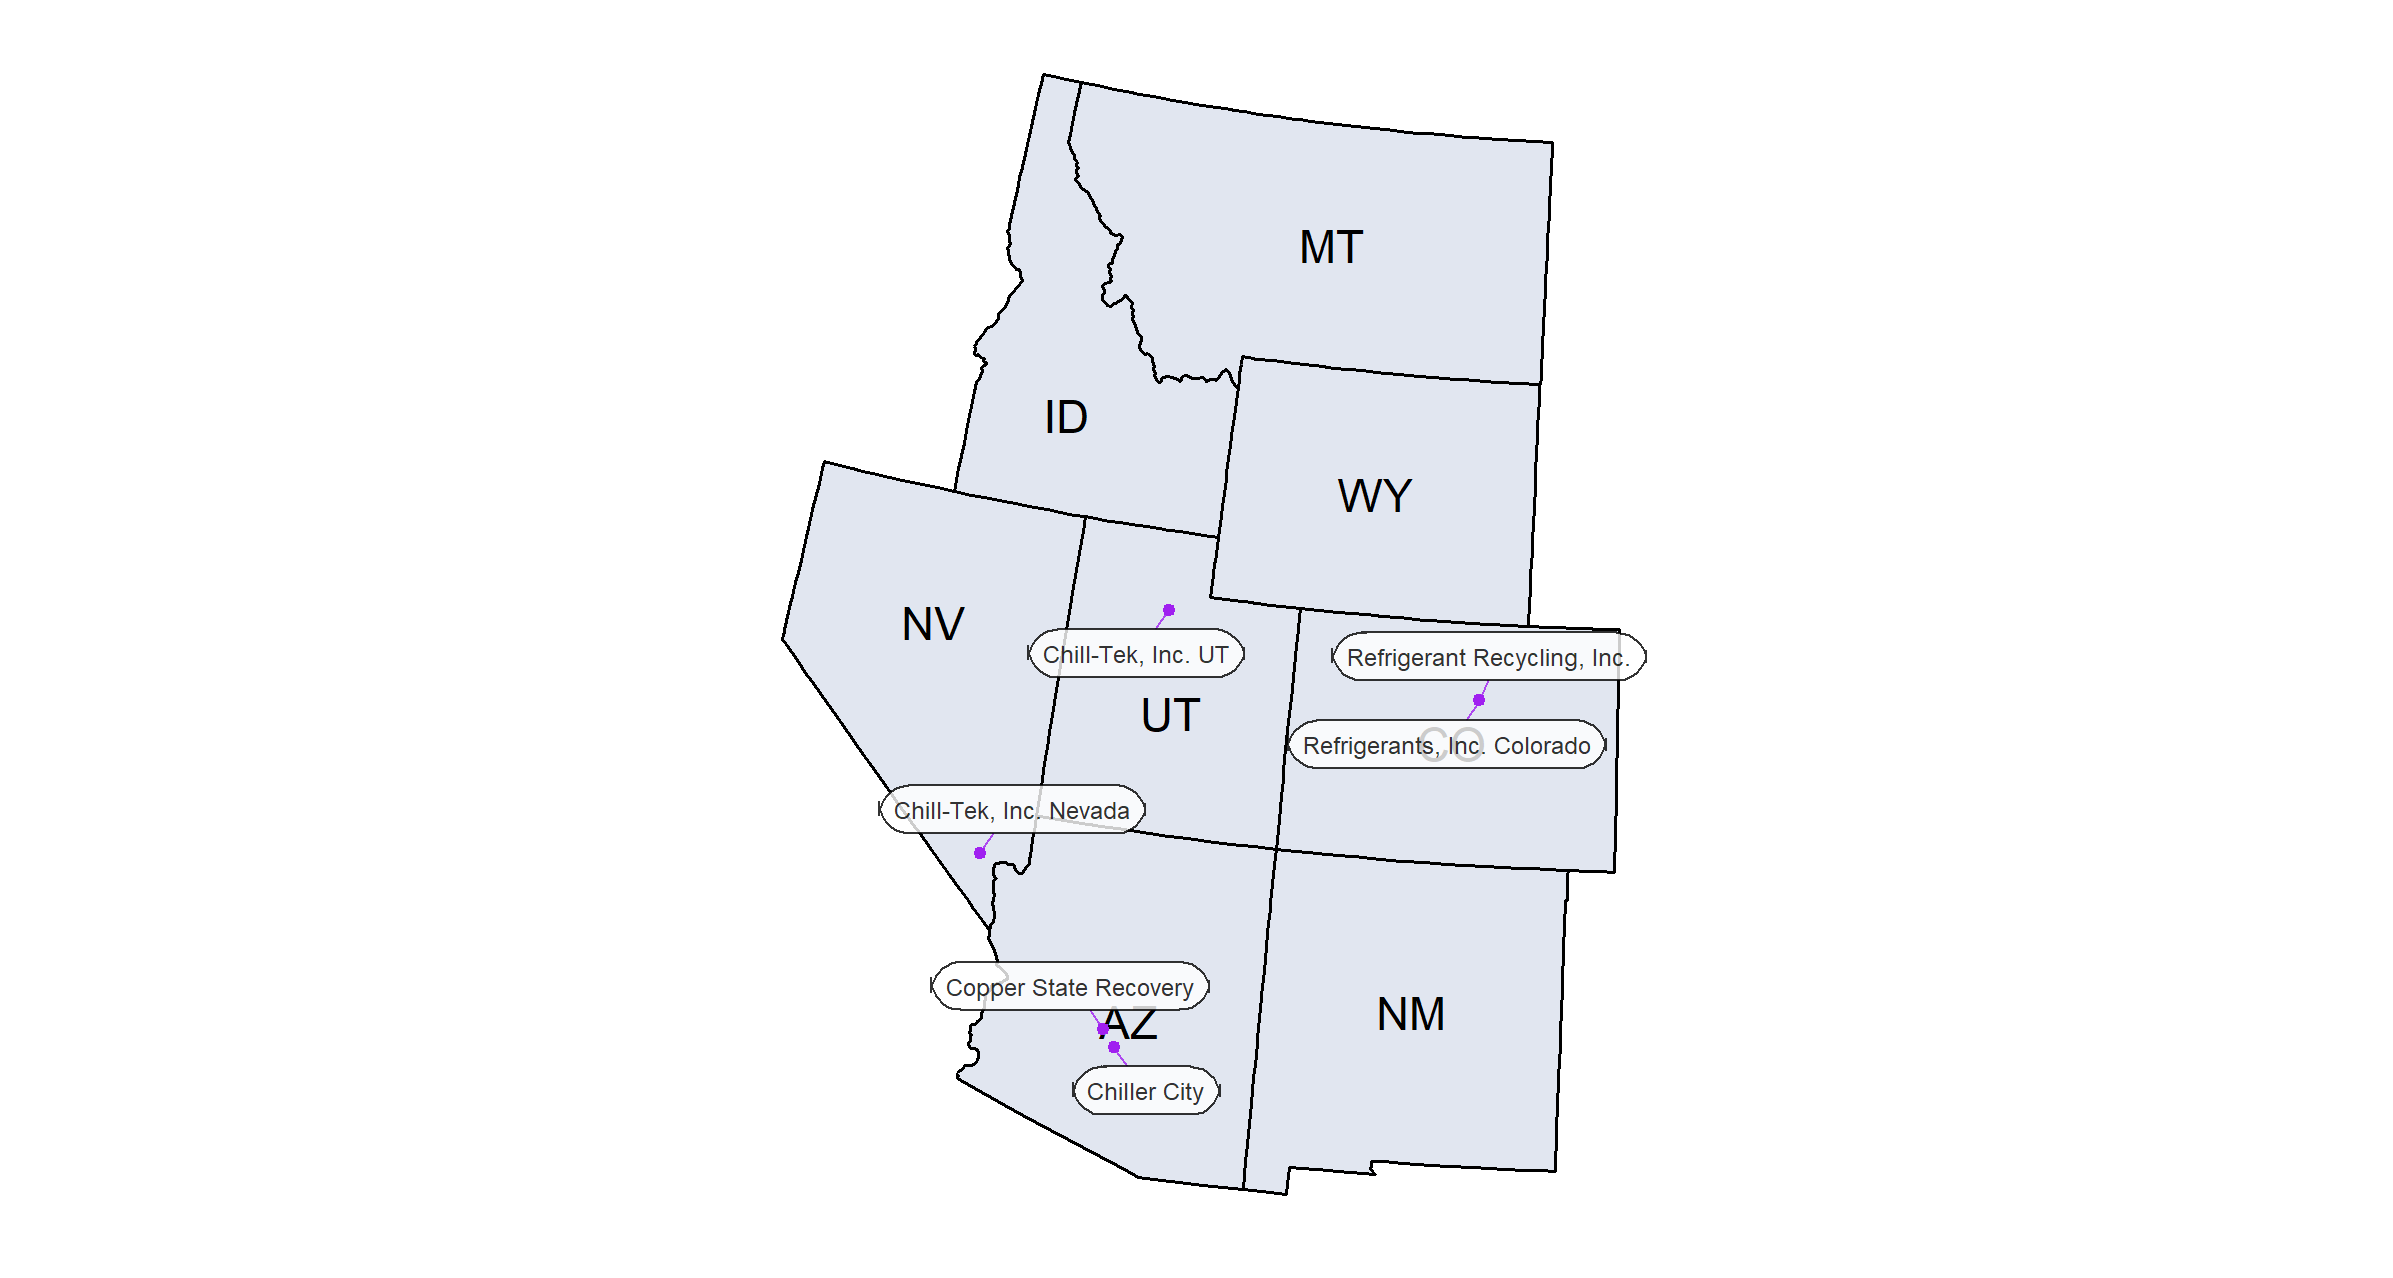 MT
ID
WY
NV
Chill-Tek, Inc. UT
Refrigerant Recycling, Inc.
UT
CO
Refrigerants, Inc. Colorado
Chill-Tek, Inc. Nevada
Copper State Recovery
AZ
NM
Chiller City